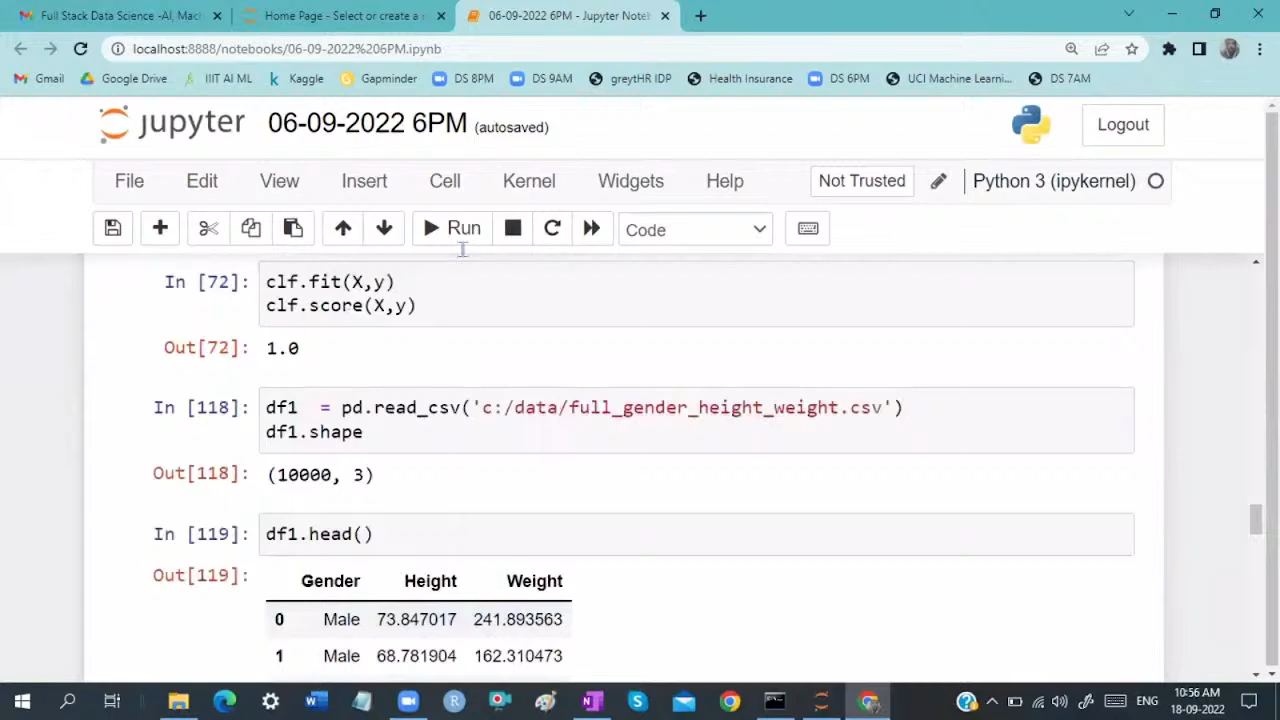 Full Stack Data Science -AI, Mac
Home Page - Select or create a
06-09-2022 6PM - Jupyter Noteb
localhost:8888/notebooks/06-09-2022%206PM.ipynb
Gmail Google Drive IIIT AI ML Kaggle Gapminder DS 8PM DS 9AM greytHR IDP Health Insurance DS 6PM UCI Machine Learni... DS 7AM
jupyter 06-09-2022 6PM (autosaved) Logout
File Edit View Insert Cell Kernel Widgets Help Not Trusted Python 3 (ipykernel)
Run Code
In [72]: clf.fit(X,y)
clf.score(X,y)
Out[72]: 1.0
In [118]: df1 = pd.read_csv('c:/data/full_gender_height_weight.csv')
df1.shape
Out[118]: (10000, 3)
In [119]: df1.head()
Out[119]:
Gender Height Weight
0 Male 73.847017 241.893563
1 Male 68.781904 162.310473
ENG 10:56 AM
18-09-2022